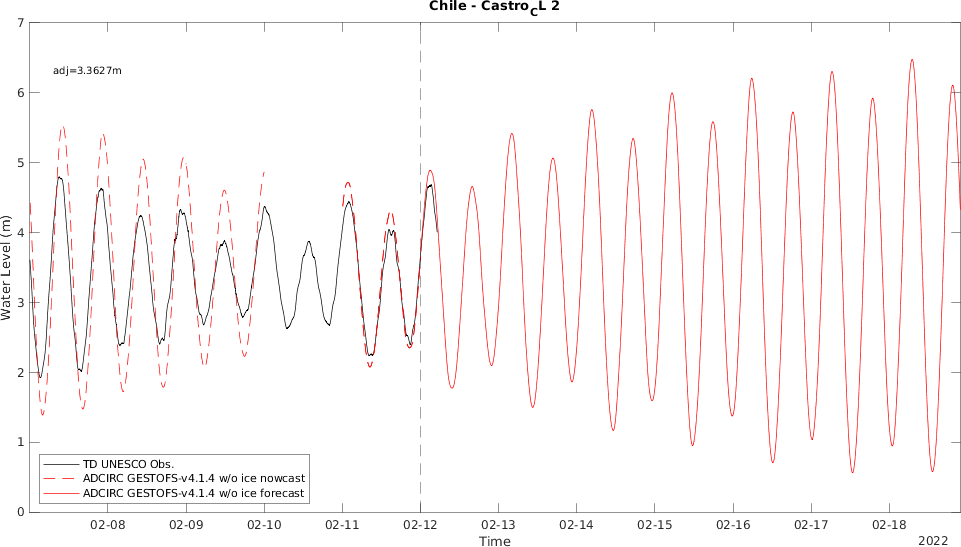 Chile - Castro_CL 2
7
adj=3.3627m
6
5
4
3
2
1
0
Water Level (m)
TD UNESCO Obs.
ADCIRC GESTOFS-v4.1.4 w/o ice nowcast
ADCIRC GESTOFS-v4.1.4 w/o ice forecast
02-08 02-09 02-10 02-11 02-12 02-13 02-14 02-15 02-16 02-17 02-18
Time
2022